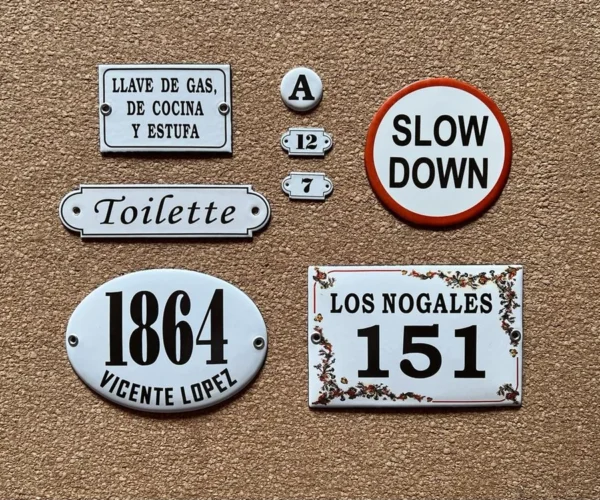 LLAVE DE GAS,
DE COCINA
Y ESTUFA
A
12
7
SLOW
DOWN
Toilette
1864
VICENTE LOPEZ
LOS NOGALES
151